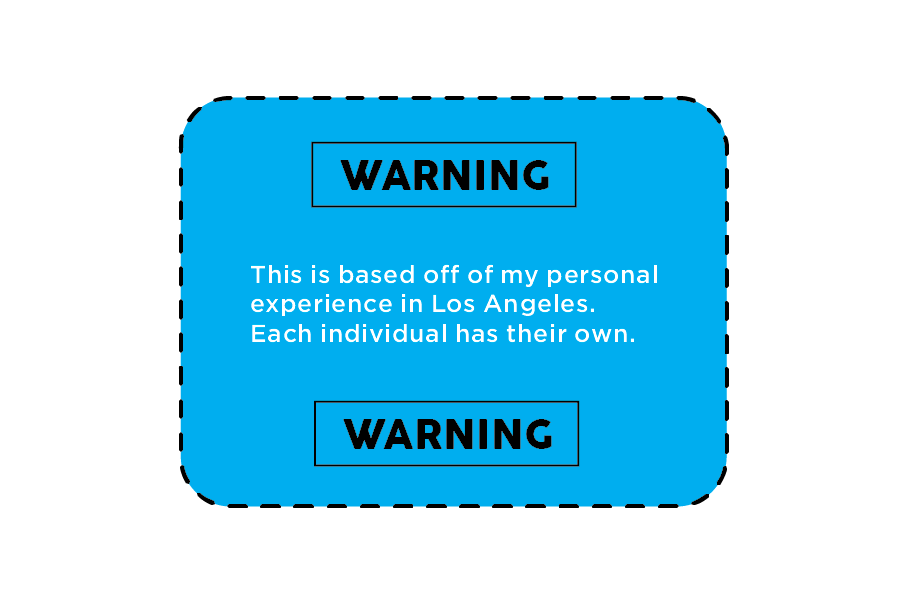 WARNING
This is based off of my personal
experience in Los Angeles.
Each individual has their own.
WARNING